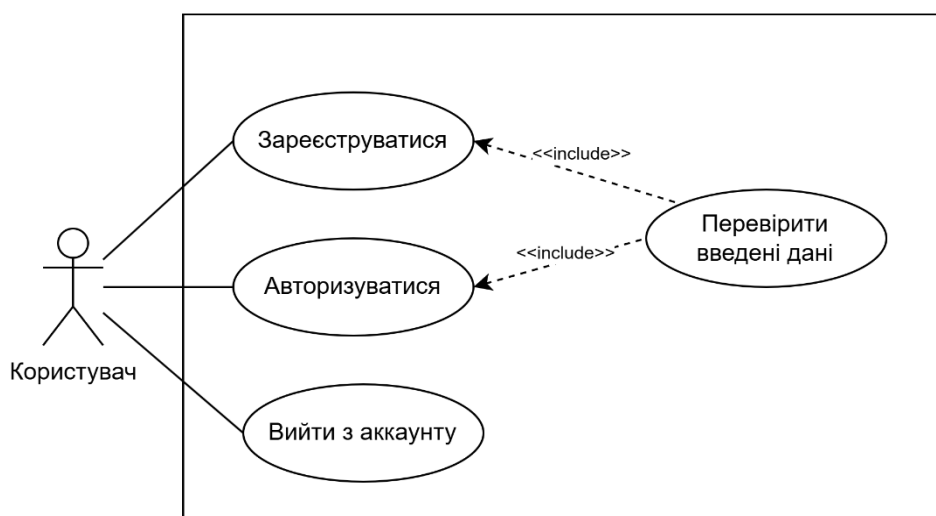 Зареєструватися
<<include>>
Перевірити
введені дані
<<include>>
Авторизуватися
Користувач
Вийти з аккаунту